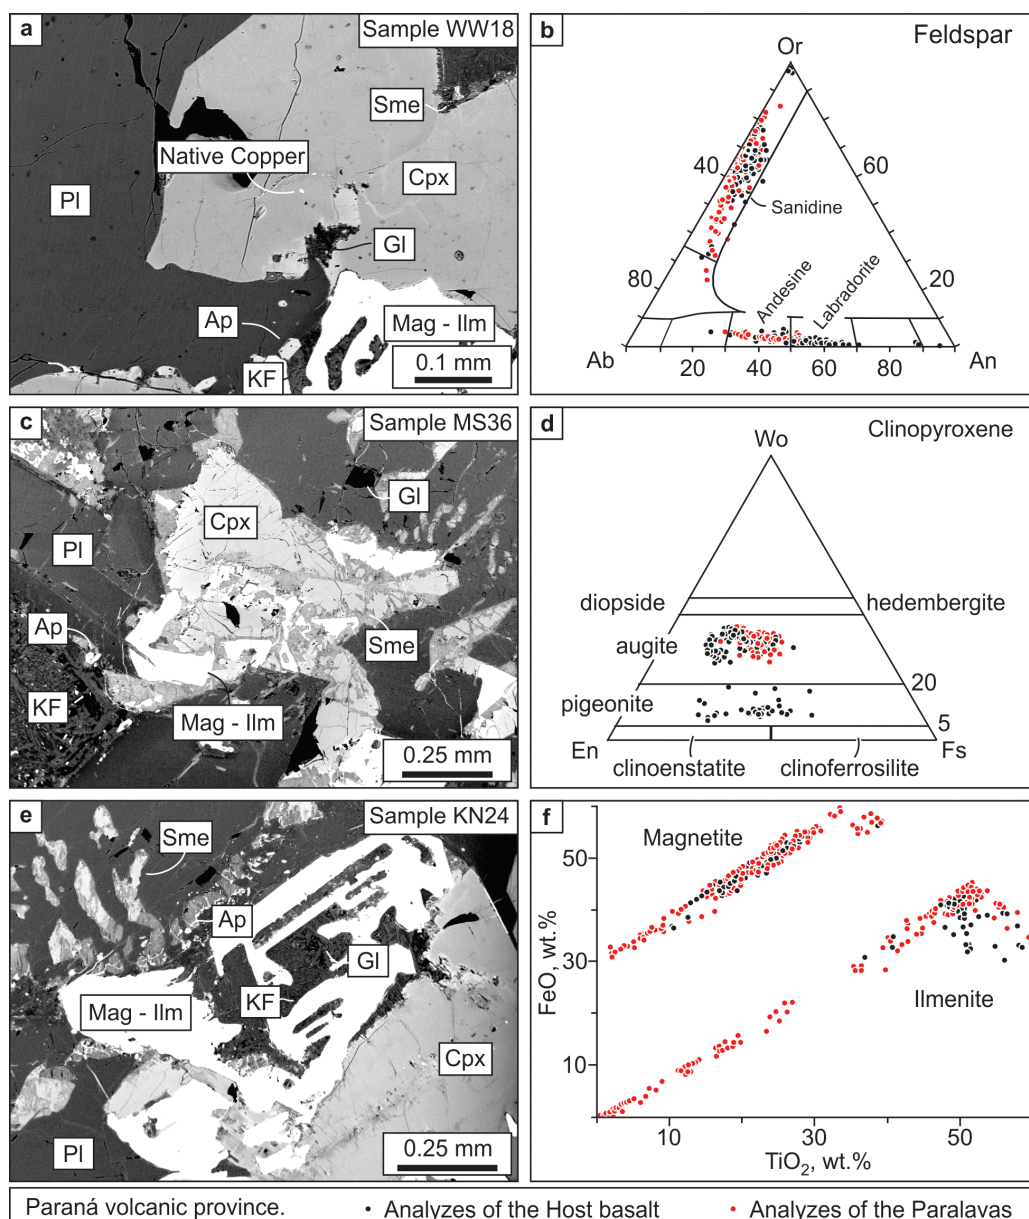 a
Sample WW18
Sme
Native Copper
Cpx
Pl
Gl
Ap
Mag - Ilm
KF
0.1 mm
b
Feldspar
Or
40
60
Sanidine
80
20
Andesine
Labradorite
Ab
20
40
60
80
An
c
Sample MS36
Gl
Cpx
Pl
Ap
Sme
KF
Mag - Ilm
0.25 mm
d
Clinopyroxene
Wo
diopside
hedembergite
augite
20
pigeonite
5
En
Fs
clinoenstatite
clinoferrosilite
e
Sample KN24
Sme
Ap
Gl
KF
Mag - Ilm
Cpx
Pl
0.25 mm
f
Magnetite
50
FeO, wt.%
30
Ilmenite
10
10
30
50
TiO₂, wt.%
Paraná volcanic province.
Analyzes of the Host basalt
Analyzes of the Paralavas